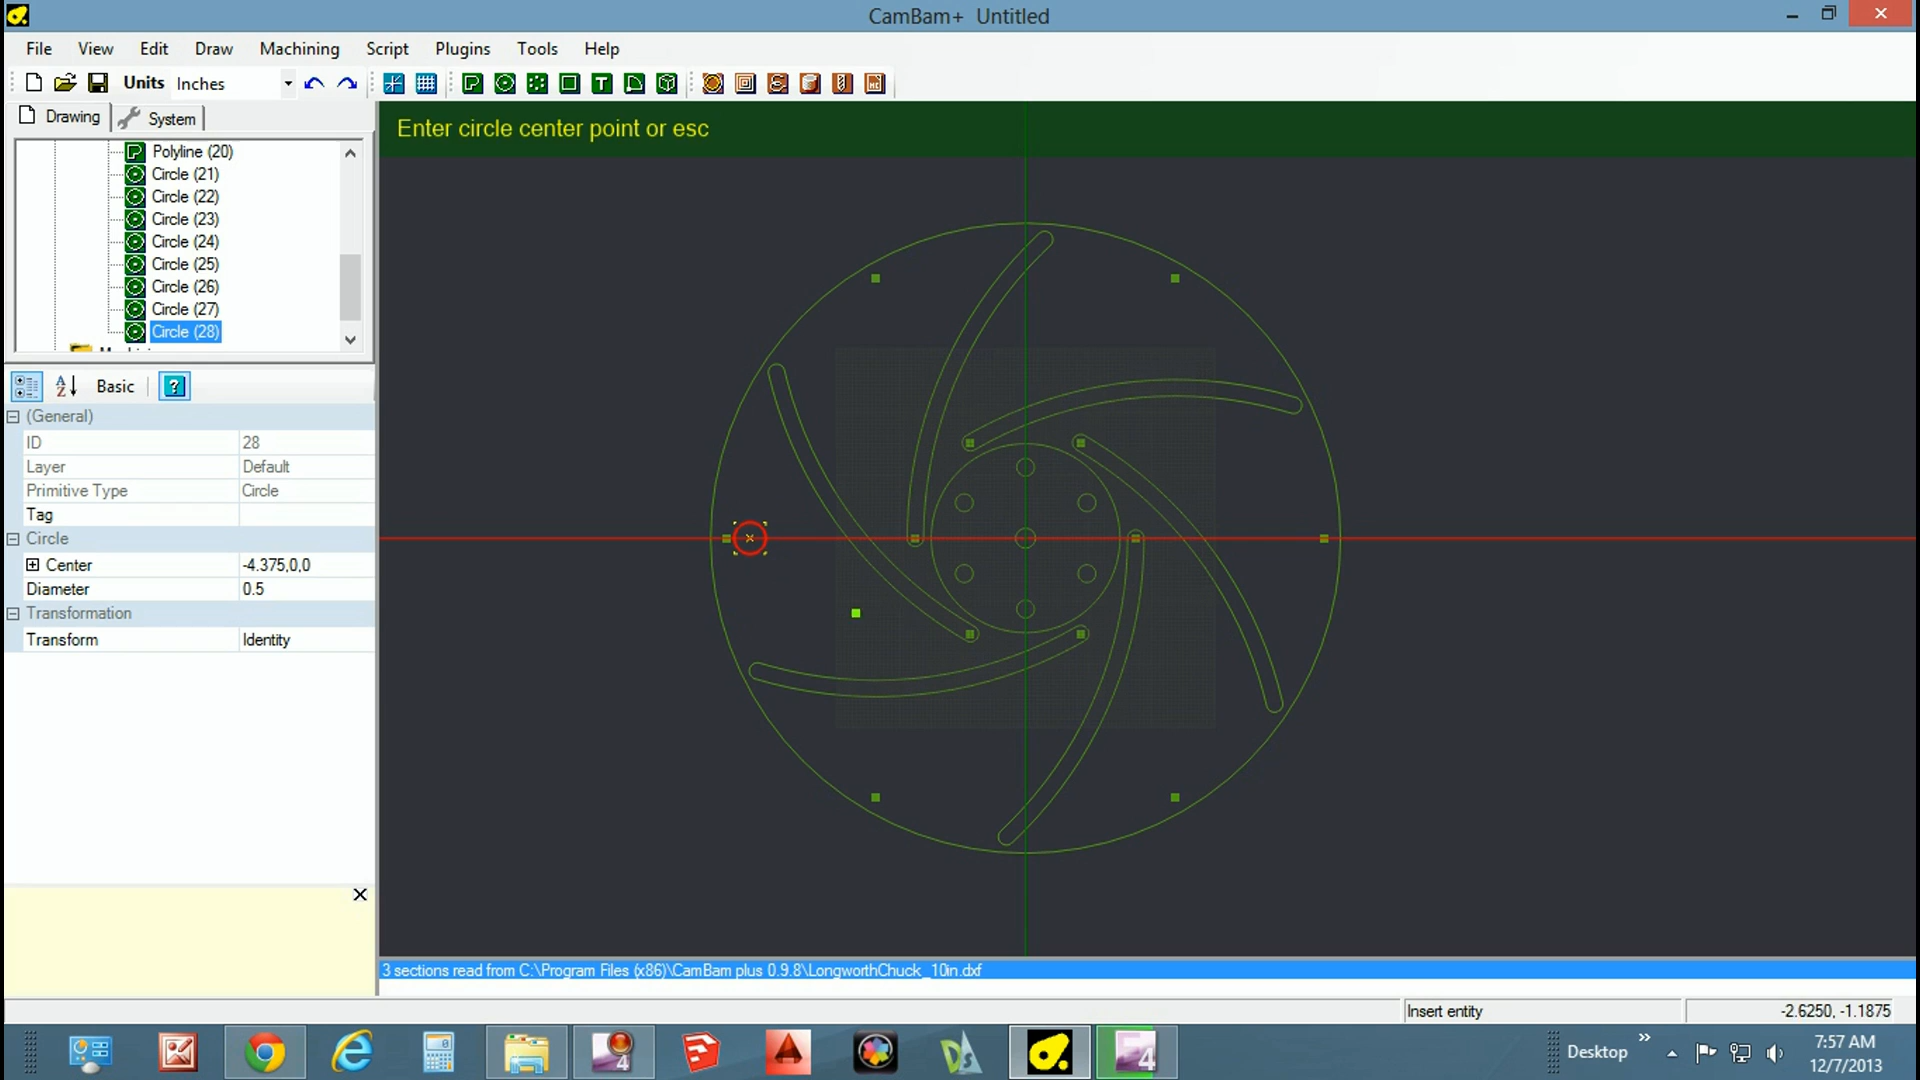 CamBam+ Untitled
File View Edit Draw Machining Script Plugins Tools Help
Units Inches
Drawing System
Enter circle center point or esc
Polyline (20)
Circle (21)
Circle (22)
Circle (23)
Circle (24)
Circle (25)
Circle (26)
Circle (27)
Circle (28)
Basic
(General)
ID 28
Layer Default
Primitive Type Circle
Tag
Circle
Center -4.375,0,0
Diameter 0.5
Transformation
Transform Identity
3 sections read from C:\Program Files (x86)\CamBam plus 0.9.8\LongworthChuck_10in.dxf
Insert entity -2.6250, -1.1875
Desktop
7:57 AM
12/7/2013